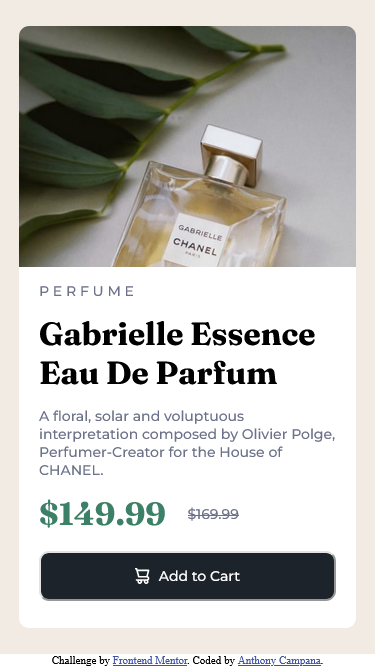 GABRIELLE
CHANEL
PARIS
PERFUME
Gabrielle Essence
Eau De Parfum
A floral, solar and voluptuous
interpretation composed by Olivier Polge,
Perfumer-Creator for the House of
CHANEL.
$149.99 $169.99
Add to Cart
Challenge by Frontend Mentor. Coded by Anthony Campana.